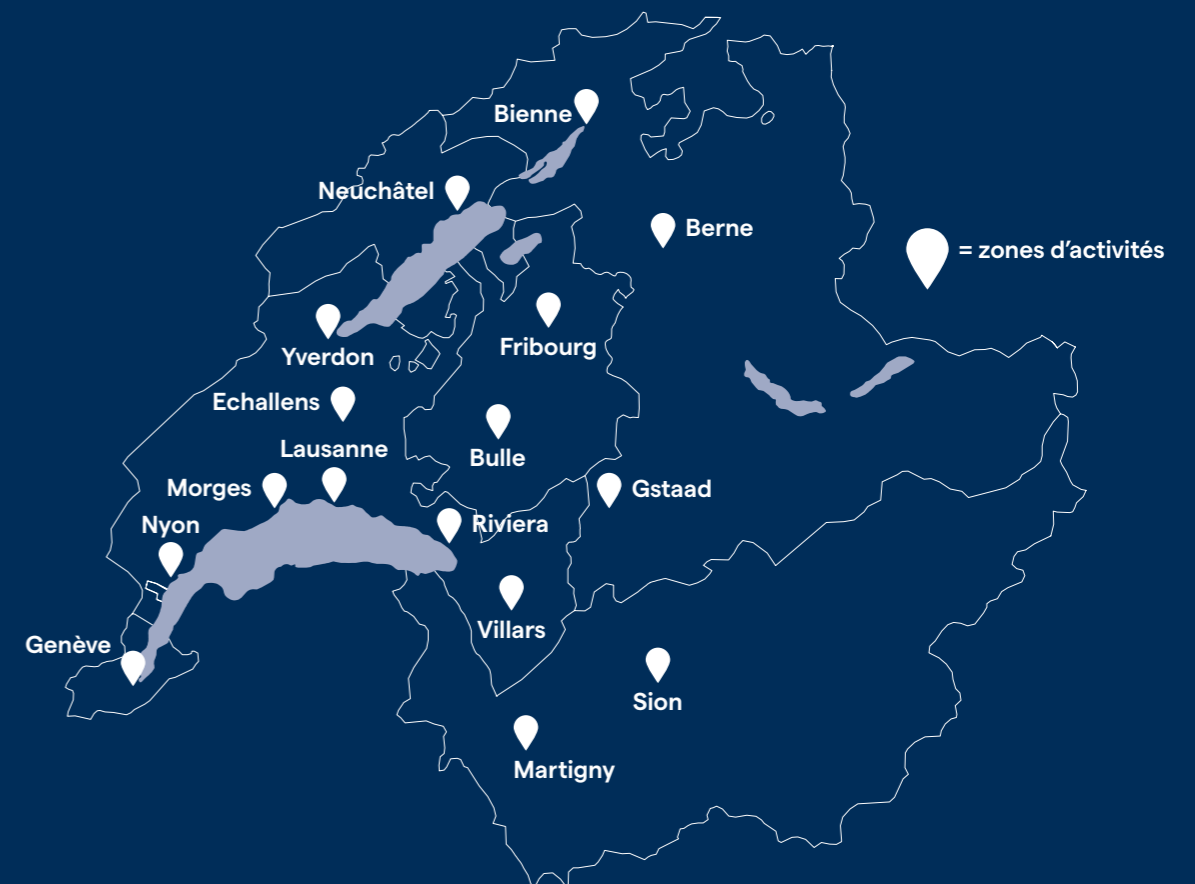 Bienne
Neuchâtel
Berne
= zones d’activités
Yverdon
Fribourg
Echallens
Lausanne
Bulle
Morges
Gstaad
Nyon
Riviera
Villars
Genève
Sion
Martigny